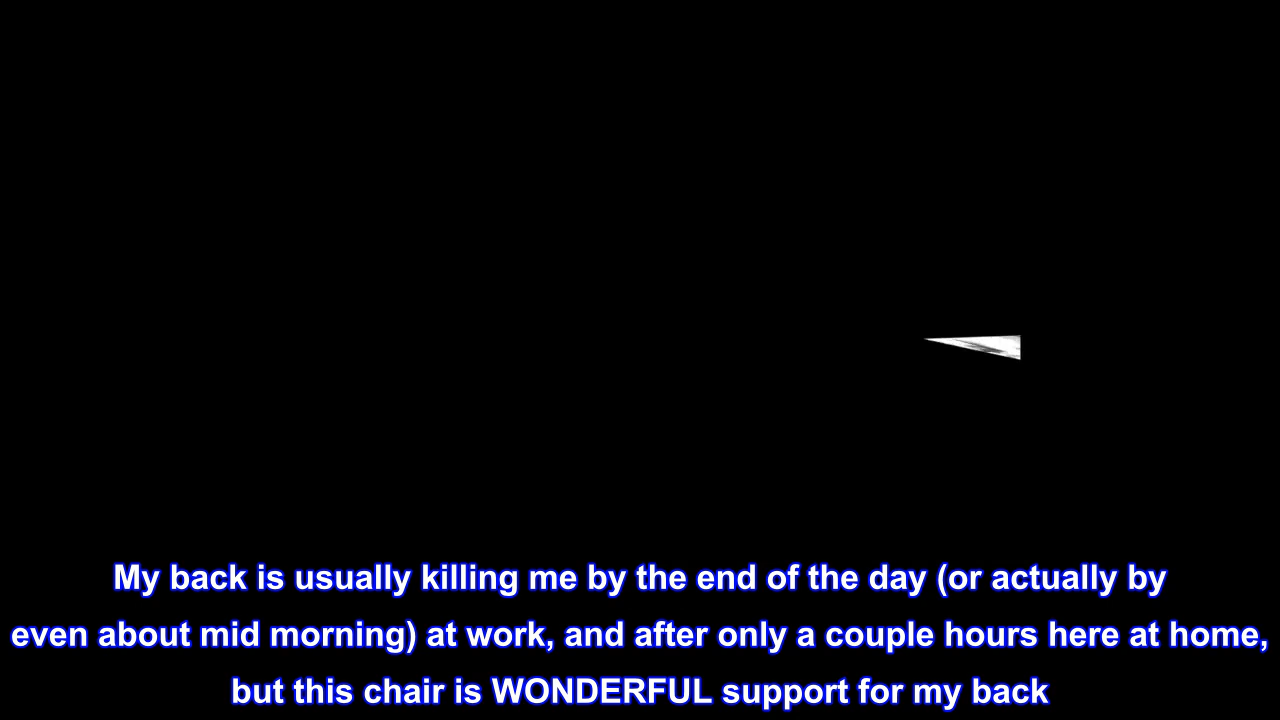 My back is usually killing me by the end of the day (or actually by
even about mid morning) at work, and after only a couple hours here at home,
but this chair is WONDERFUL support for my back